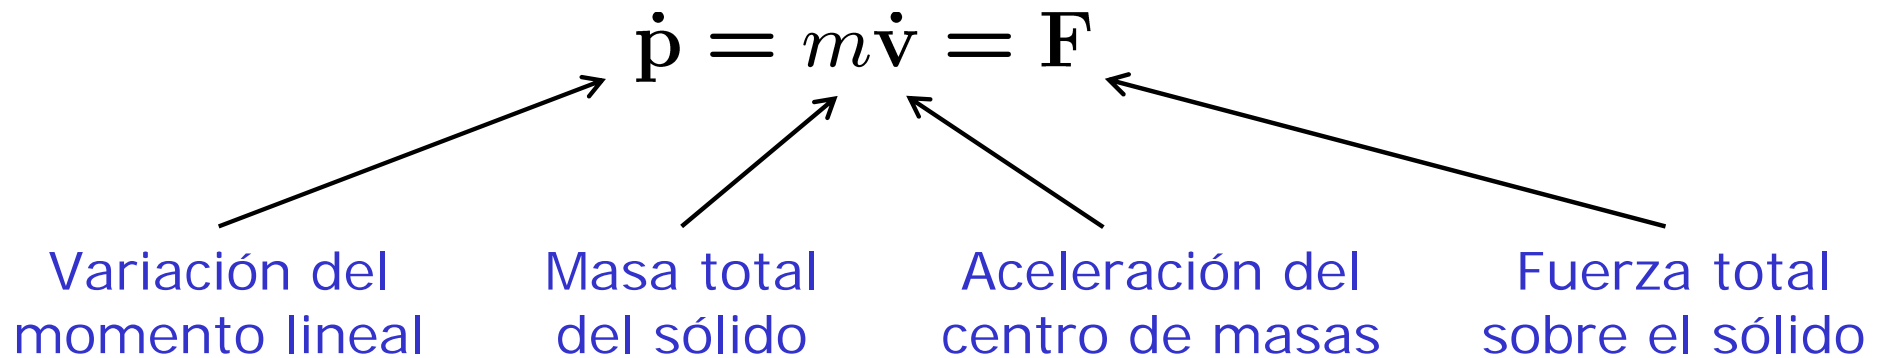 ṗ = mv̇ = F
Variación del
momento lineal
Masa total
del sólido
Aceleración del
centro de masas
Fuerza total
sobre el sólido